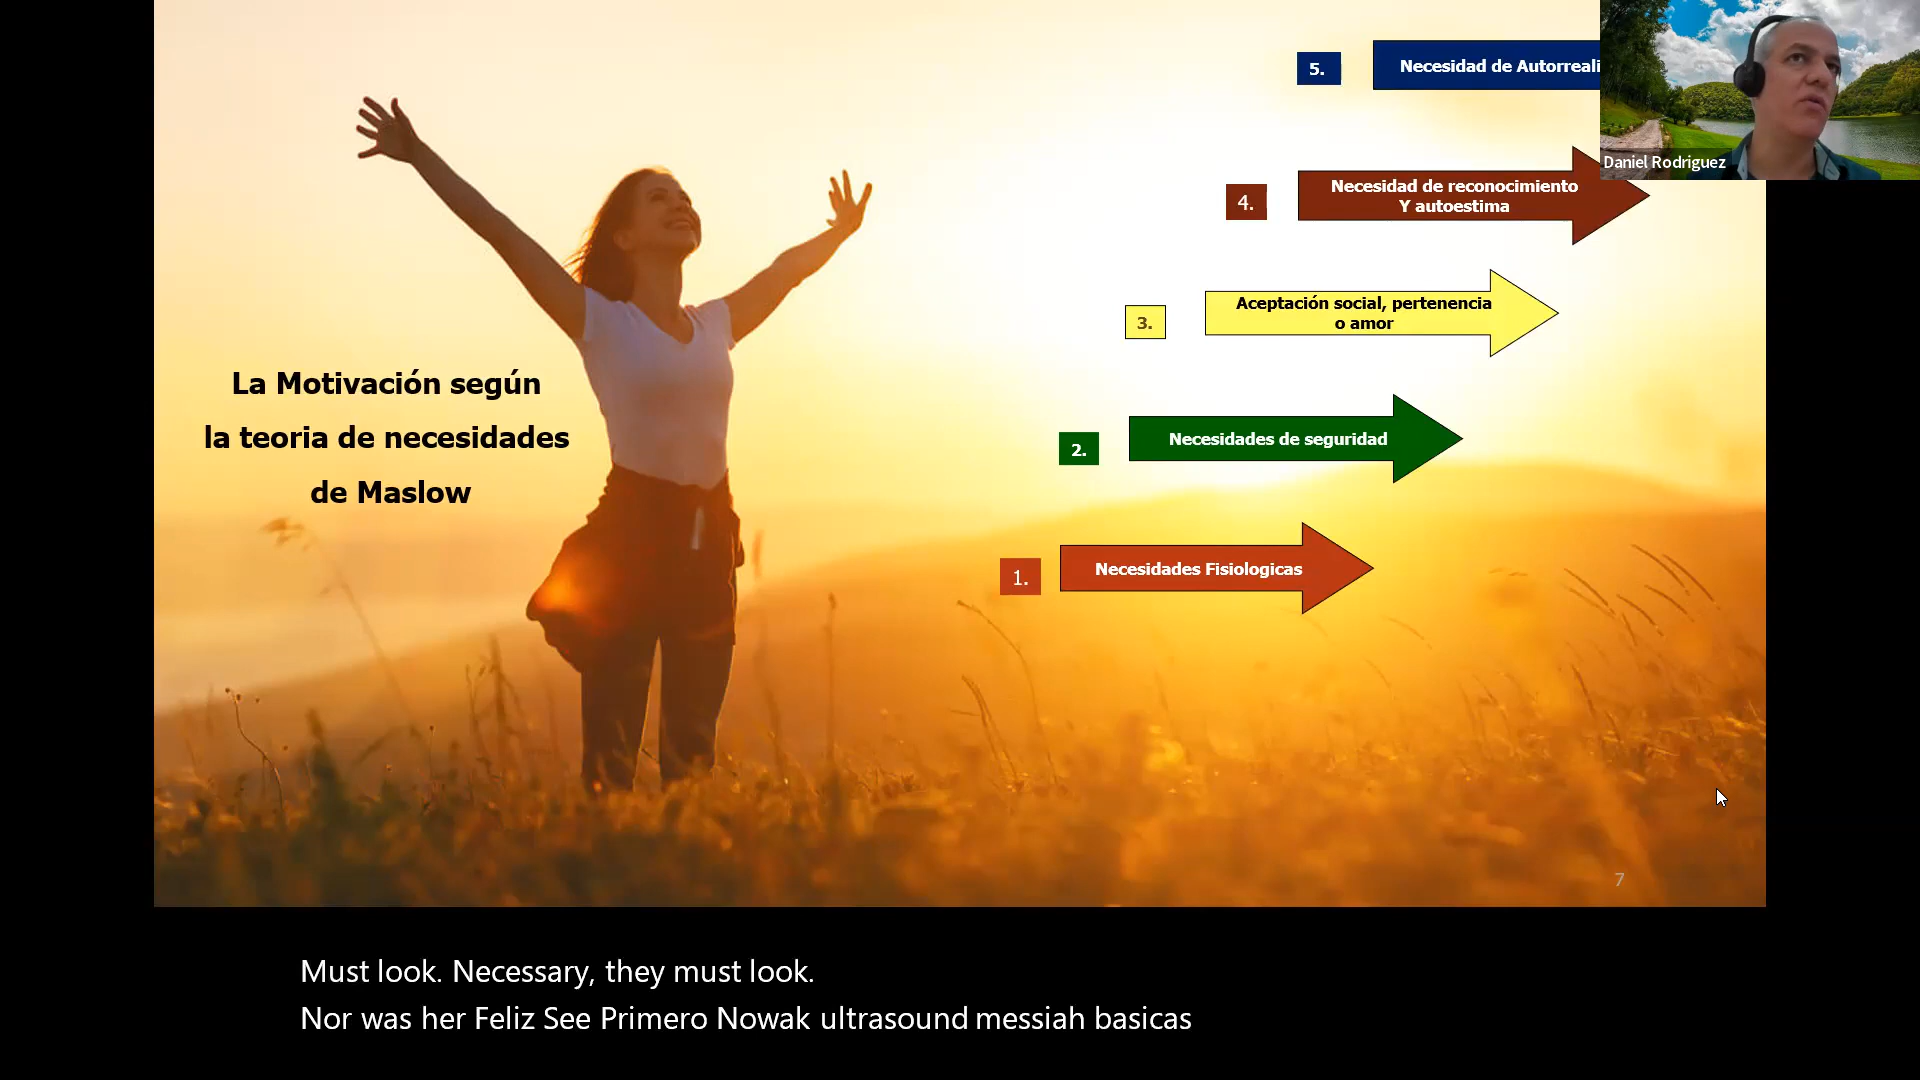 La Motivación según
la teoria de necesidades
de Maslow
5.
Necesidad de Autorreali
4.
Necesidad de reconocimiento
Y autoestima
3.
Aceptación social, pertenencia
o amor
2.
Necesidades de seguridad
1.
Necesidades Fisiologicas
Daniel Rodriguez
7
Must look. Necessary, they must look.
Nor was her Feliz See Primero Nowak ultrasound messiah basicas